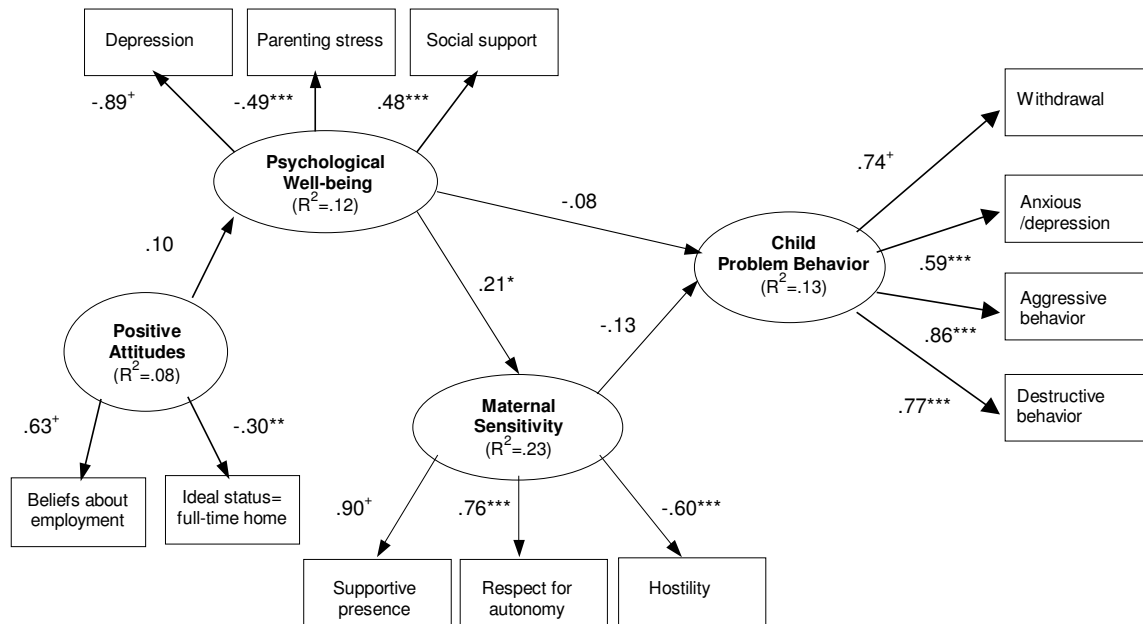 Depression
Parenting stress
Social support
-.89⁺
-.49***
.48***
Withdrawal
Psychological
Well-being
(R²=.12)
.74⁺
-.08
Anxious
/depression
Child
Problem Behavior
(R²=.13)
.59***
.10
.21*
Aggressive
behavior
-.13
.86***
Positive
Attitudes
(R²=.08)
Destructive
behavior
.77***
Maternal
Sensitivity
(R²=.23)
.63⁺
-.30**
Beliefs about
employment
Ideal status=
full-time home
.90⁺
.76***
-.60***
Supportive
presence
Respect for
autonomy
Hostility